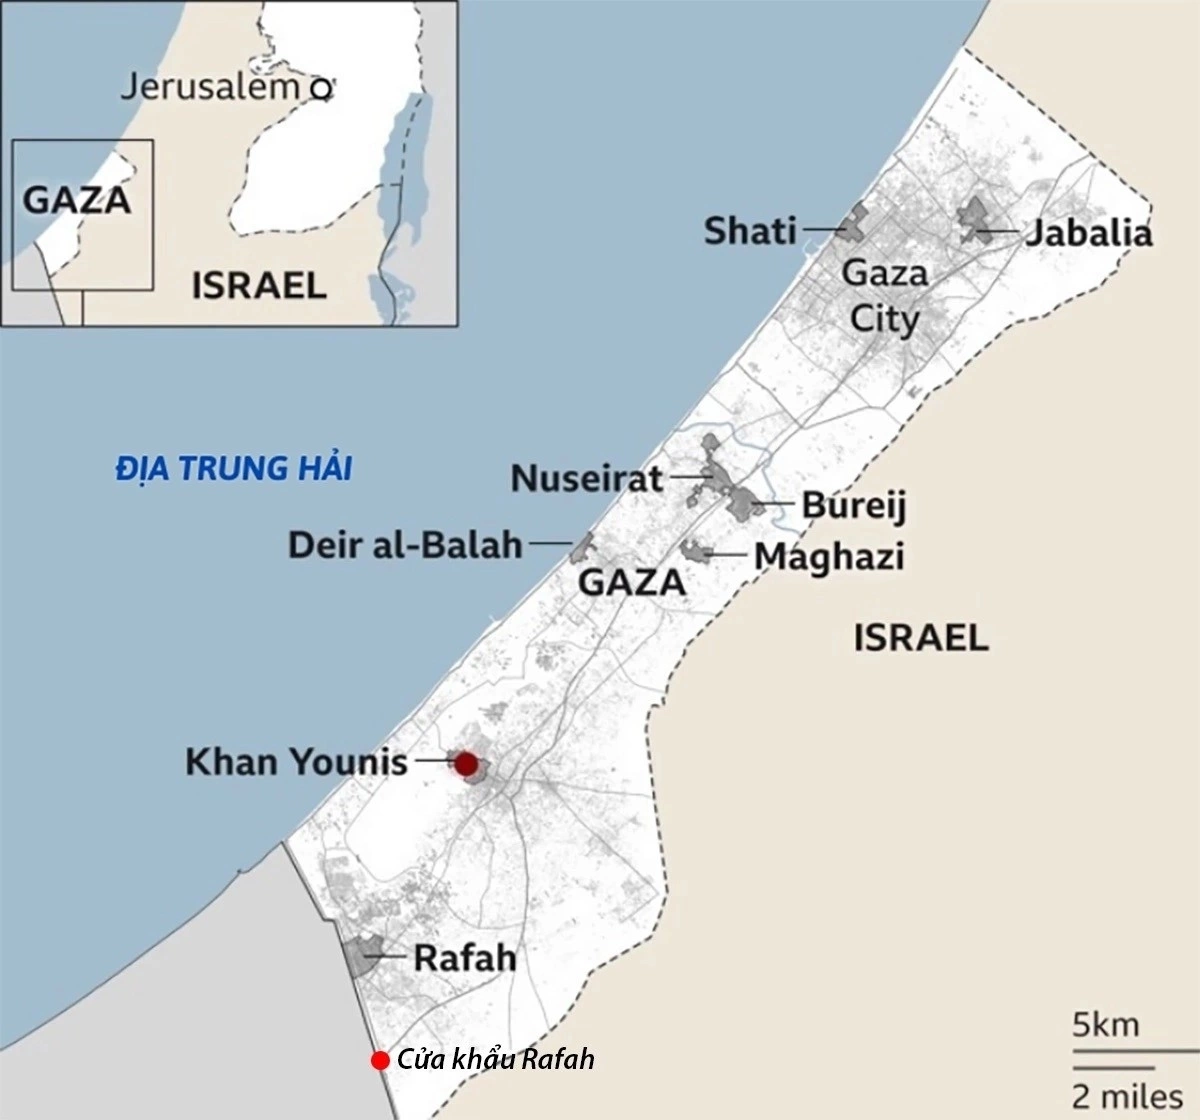 Jerusalem
GAZA
ISRAEL
Shati
Jabalia
Gaza
City
ĐỊA TRUNG HẢI
Nuseirat
Bureij
Deir al-Balah
Maghazi
GAZA
ISRAEL
Khan Younis
Rafah
5km
Cửa khẩu Rafah
2 miles